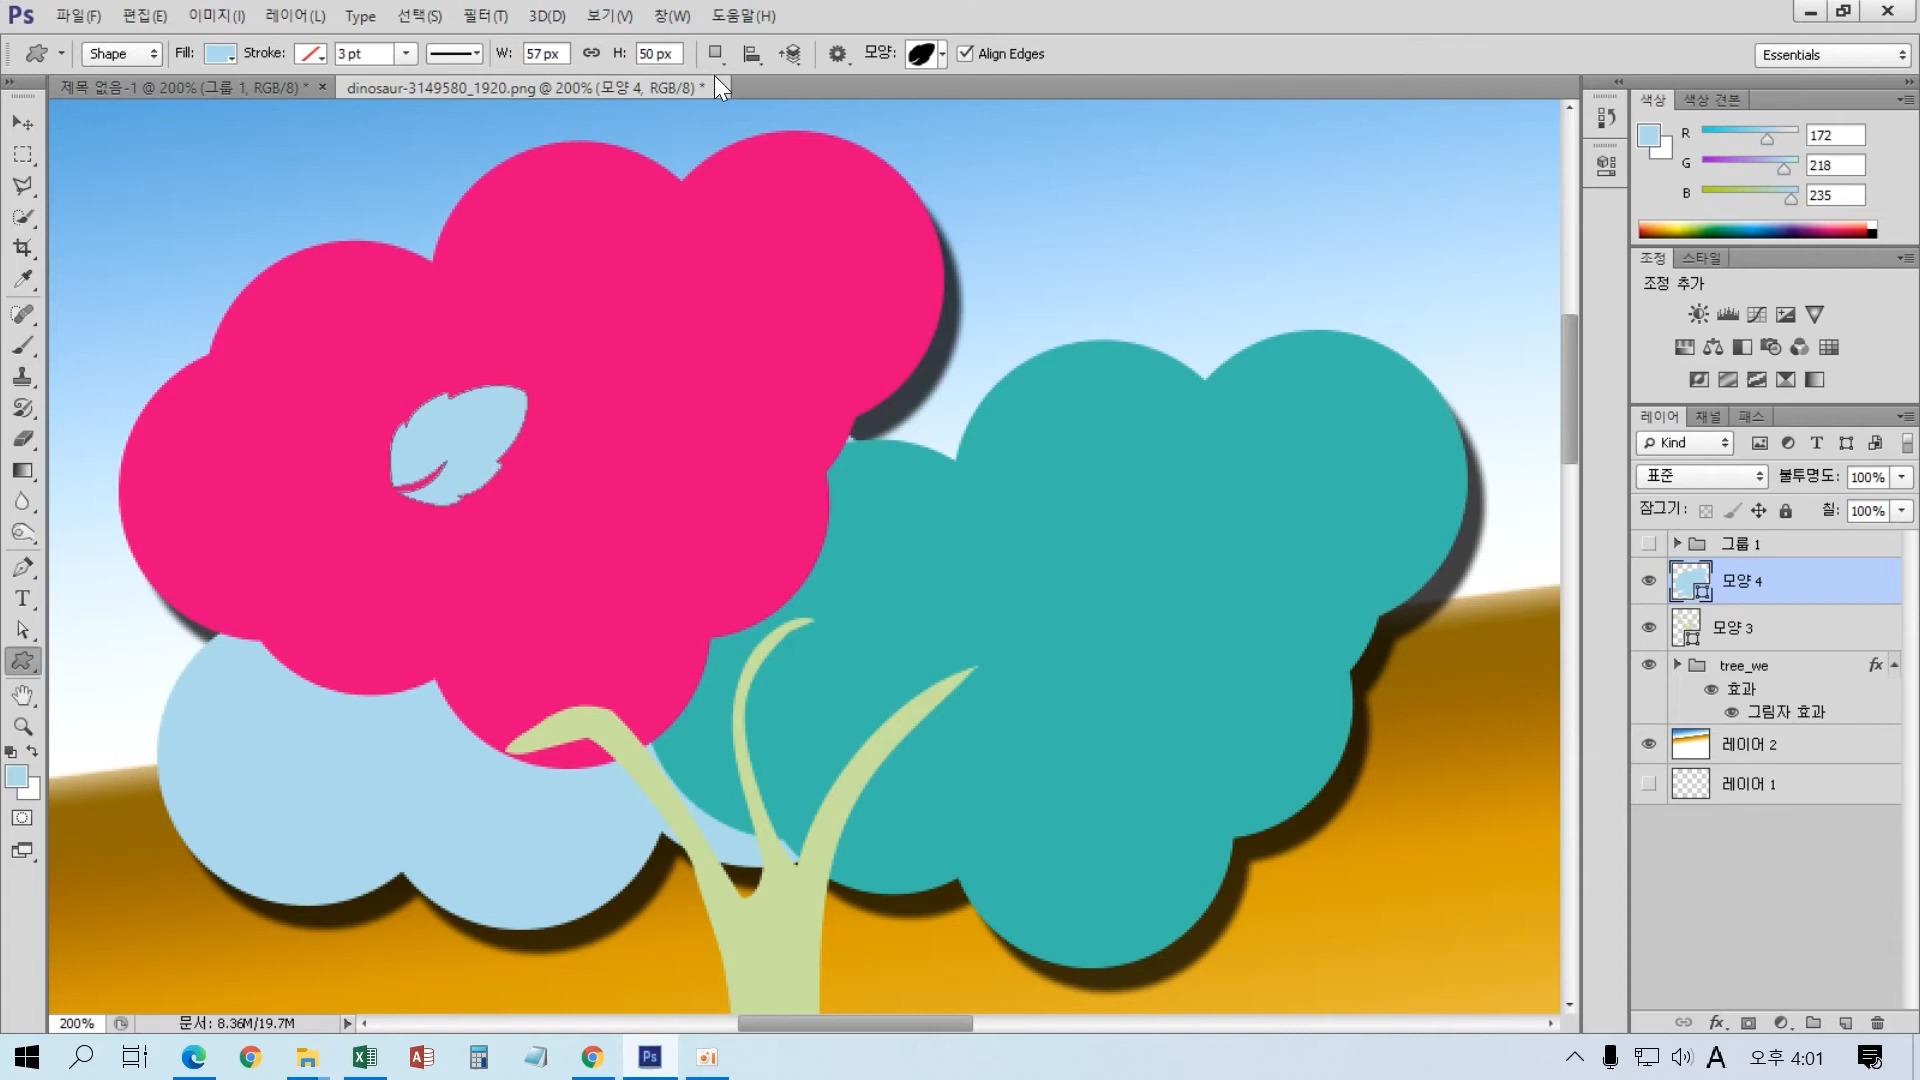 Ps 파일(F) 편집(E) 이미지(I) 레이어(L) Type 선택(S) 필터(T) 3D(D) 보기(V) 창(W) 도움말(H)
Shape Fill: Stroke: 3 pt W: 57 px H: 50 px 모양: Align Edges Essentials
제목 없음-1 @ 200% (그룹 1, RGB/8) * × dinosaur-3149580_1920.png @ 200% (모양 4, RGB/8) *
색상 색상 견본
R 172
G 218
B 235
조정 스타일
조정 추가
레이어 채널 패스
Kind
표준 불투명도: 100%
잠그기: 칠: 100%
그룹 1
모양 4
모양 3
tree_we fx
효과
그림자 효과
레이어 2
레이어 1
200% 문서: 8.36M/19.7M
fx
Ps A 오후 4:01